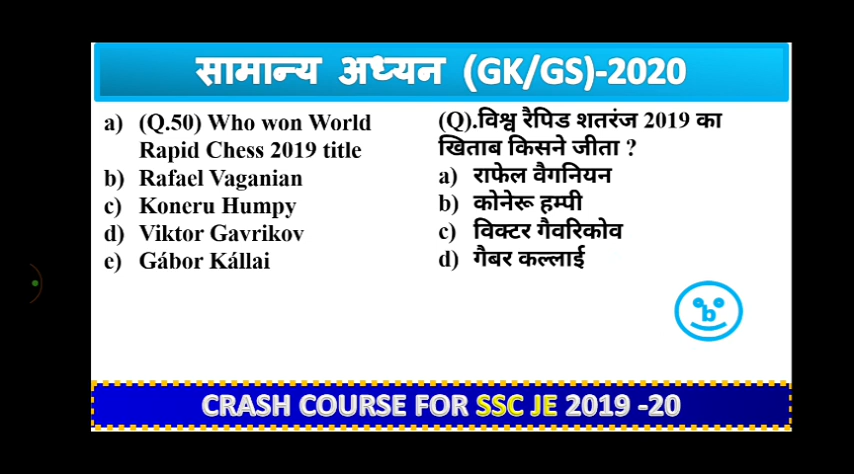 सामान्य अध्यन (GK/GS)-2020
a) (Q.50) Who won World
Rapid Chess 2019 title
b) Rafael Vaganian
c) Koneru Humpy
d) Viktor Gavrikov
e) Gábor Kállai
(Q).विश्व रैपिड शतरंज 2019 का
खिताब किसने जीता ?
a) राफेल वैगनियन
b) कोनेरू हम्पी
c) विक्टर गैवरिकोव
d) गैबर कल्लाई
b
CRASH COURSE FOR SSC JE 2019 -20